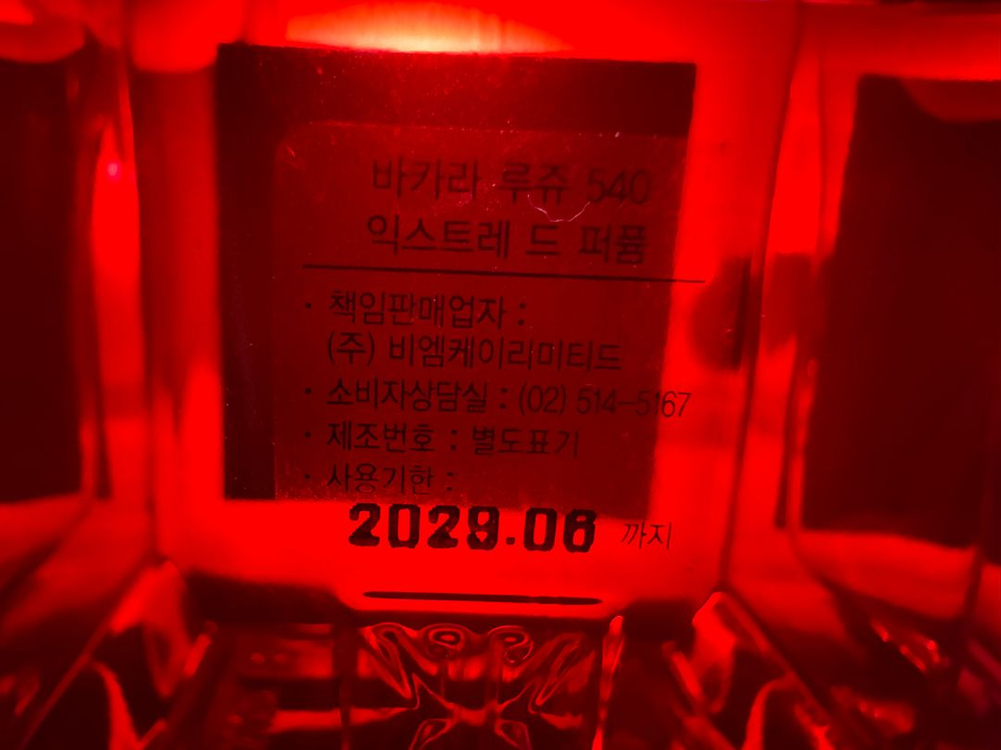 바카라 루쥬 540
익스트레 드 퍼퓸
· 책임판매업자 :
(주) 비엠케이리미티드
· 소비자상담실 : (02) 514-5167
· 제조번호 : 별도표기
· 사용기한 :
2029.06 까지